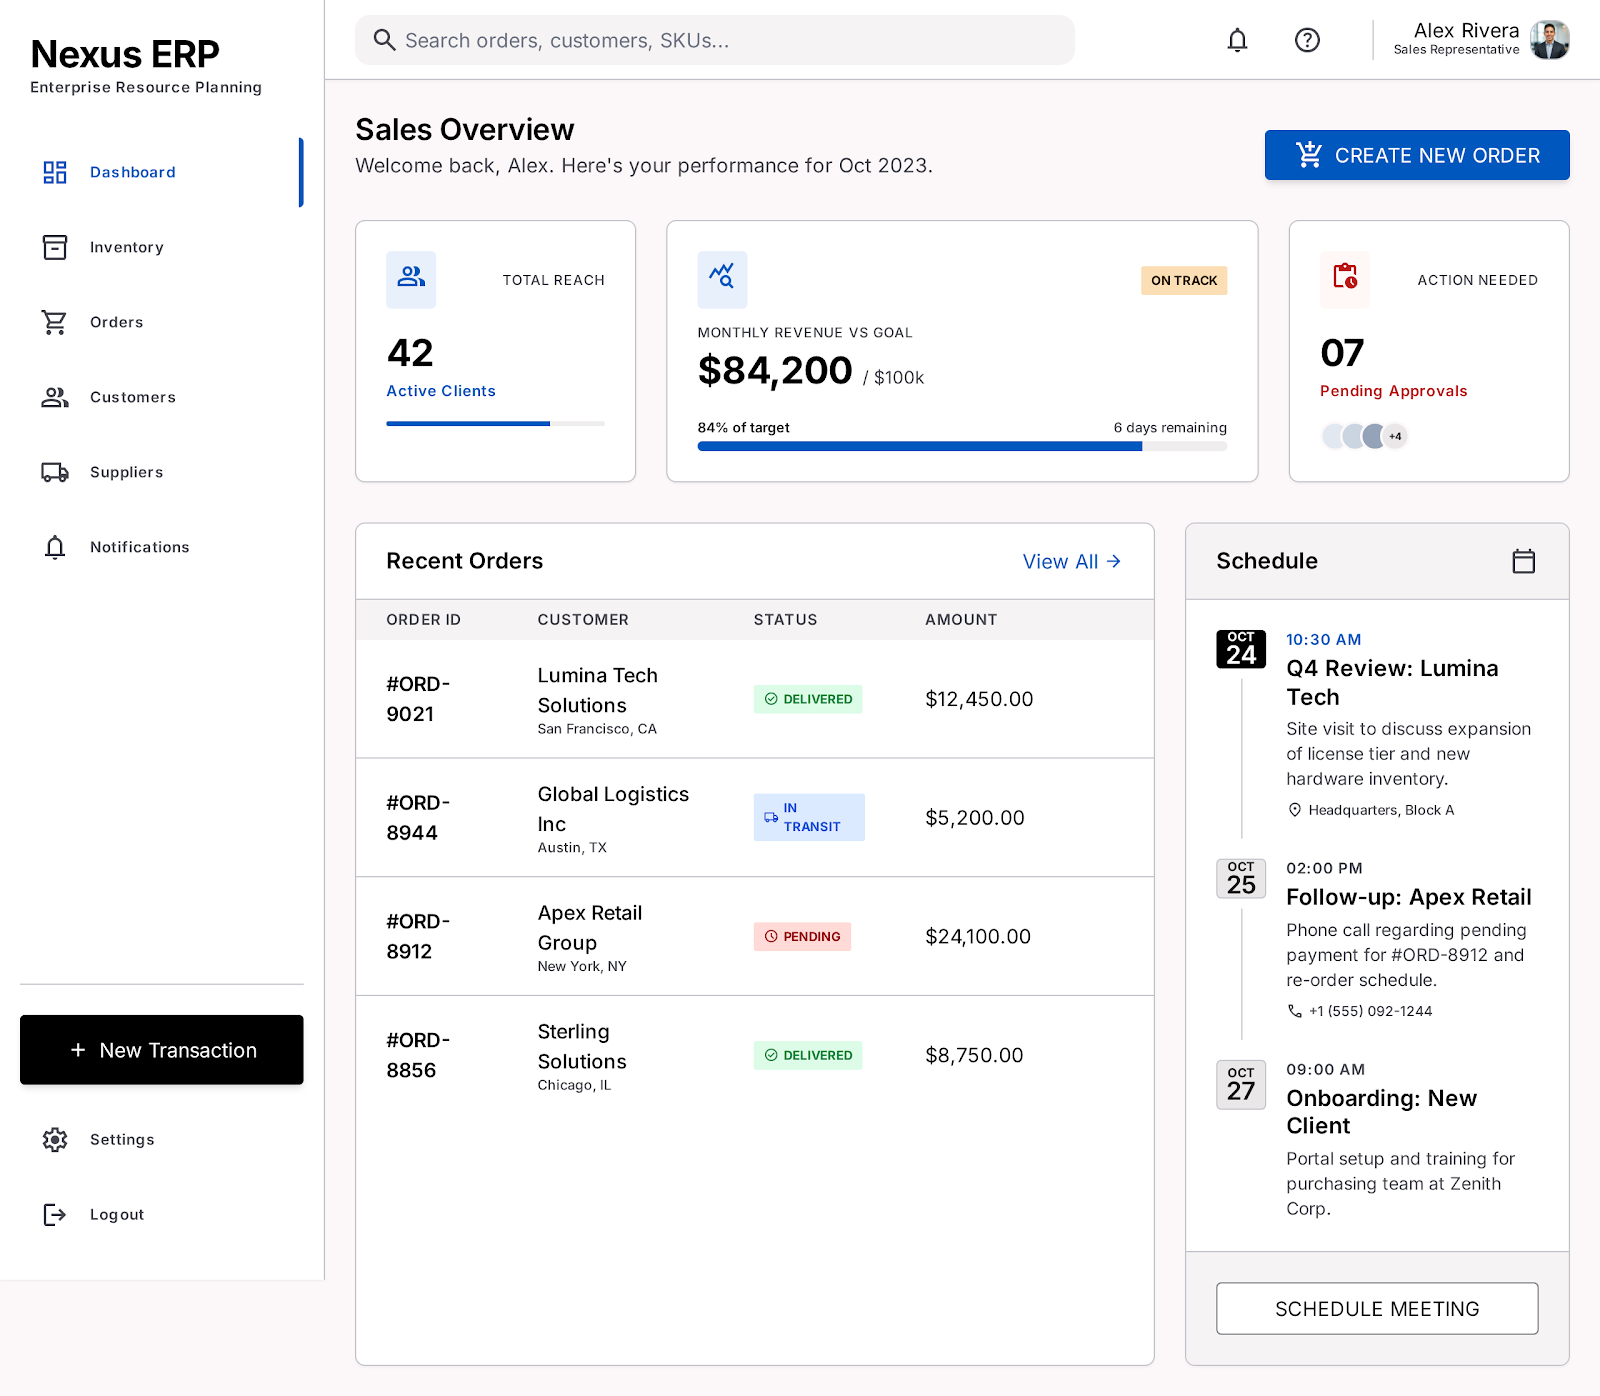 Nexus ERP
Enterprise Resource Planning
Dashboard
Inventory
Orders
Customers
Suppliers
Notifications
+ New Transaction
Settings
Logout
Search orders, customers, SKUs...
Alex Rivera
Sales Representative
Sales Overview
Welcome back, Alex. Here's your performance for Oct 2023.
CREATE NEW ORDER
TOTAL REACH
42
Active Clients
ON TRACK
MONTHLY REVENUE VS GOAL
$84,200 / $100k
84% of target
6 days remaining
ACTION NEEDED
07
Pending Approvals
+4
Recent Orders
View All →
ORDER ID CUSTOMER STATUS AMOUNT
#ORD-
9021
Lumina Tech
Solutions
San Francisco, CA
DELIVERED
$12,450.00
#ORD-
8944
Global Logistics
Inc
Austin, TX
IN
TRANSIT
$5,200.00
#ORD-
8912
Apex Retail
Group
New York, NY
PENDING
$24,100.00
#ORD-
8856
Sterling
Solutions
Chicago, IL
DELIVERED
$8,750.00
Schedule
OCT
24
10:30 AM
Q4 Review: Lumina
Tech
Site visit to discuss expansion
of license tier and new
hardware inventory.
Headquarters, Block A
OCT
25
02:00 PM
Follow-up: Apex Retail
Phone call regarding pending
payment for #ORD-8912 and
re-order schedule.
+1 (555) 092-1244
OCT
27
09:00 AM
Onboarding: New
Client
Portal setup and training for
purchasing team at Zenith
Corp.
SCHEDULE MEETING